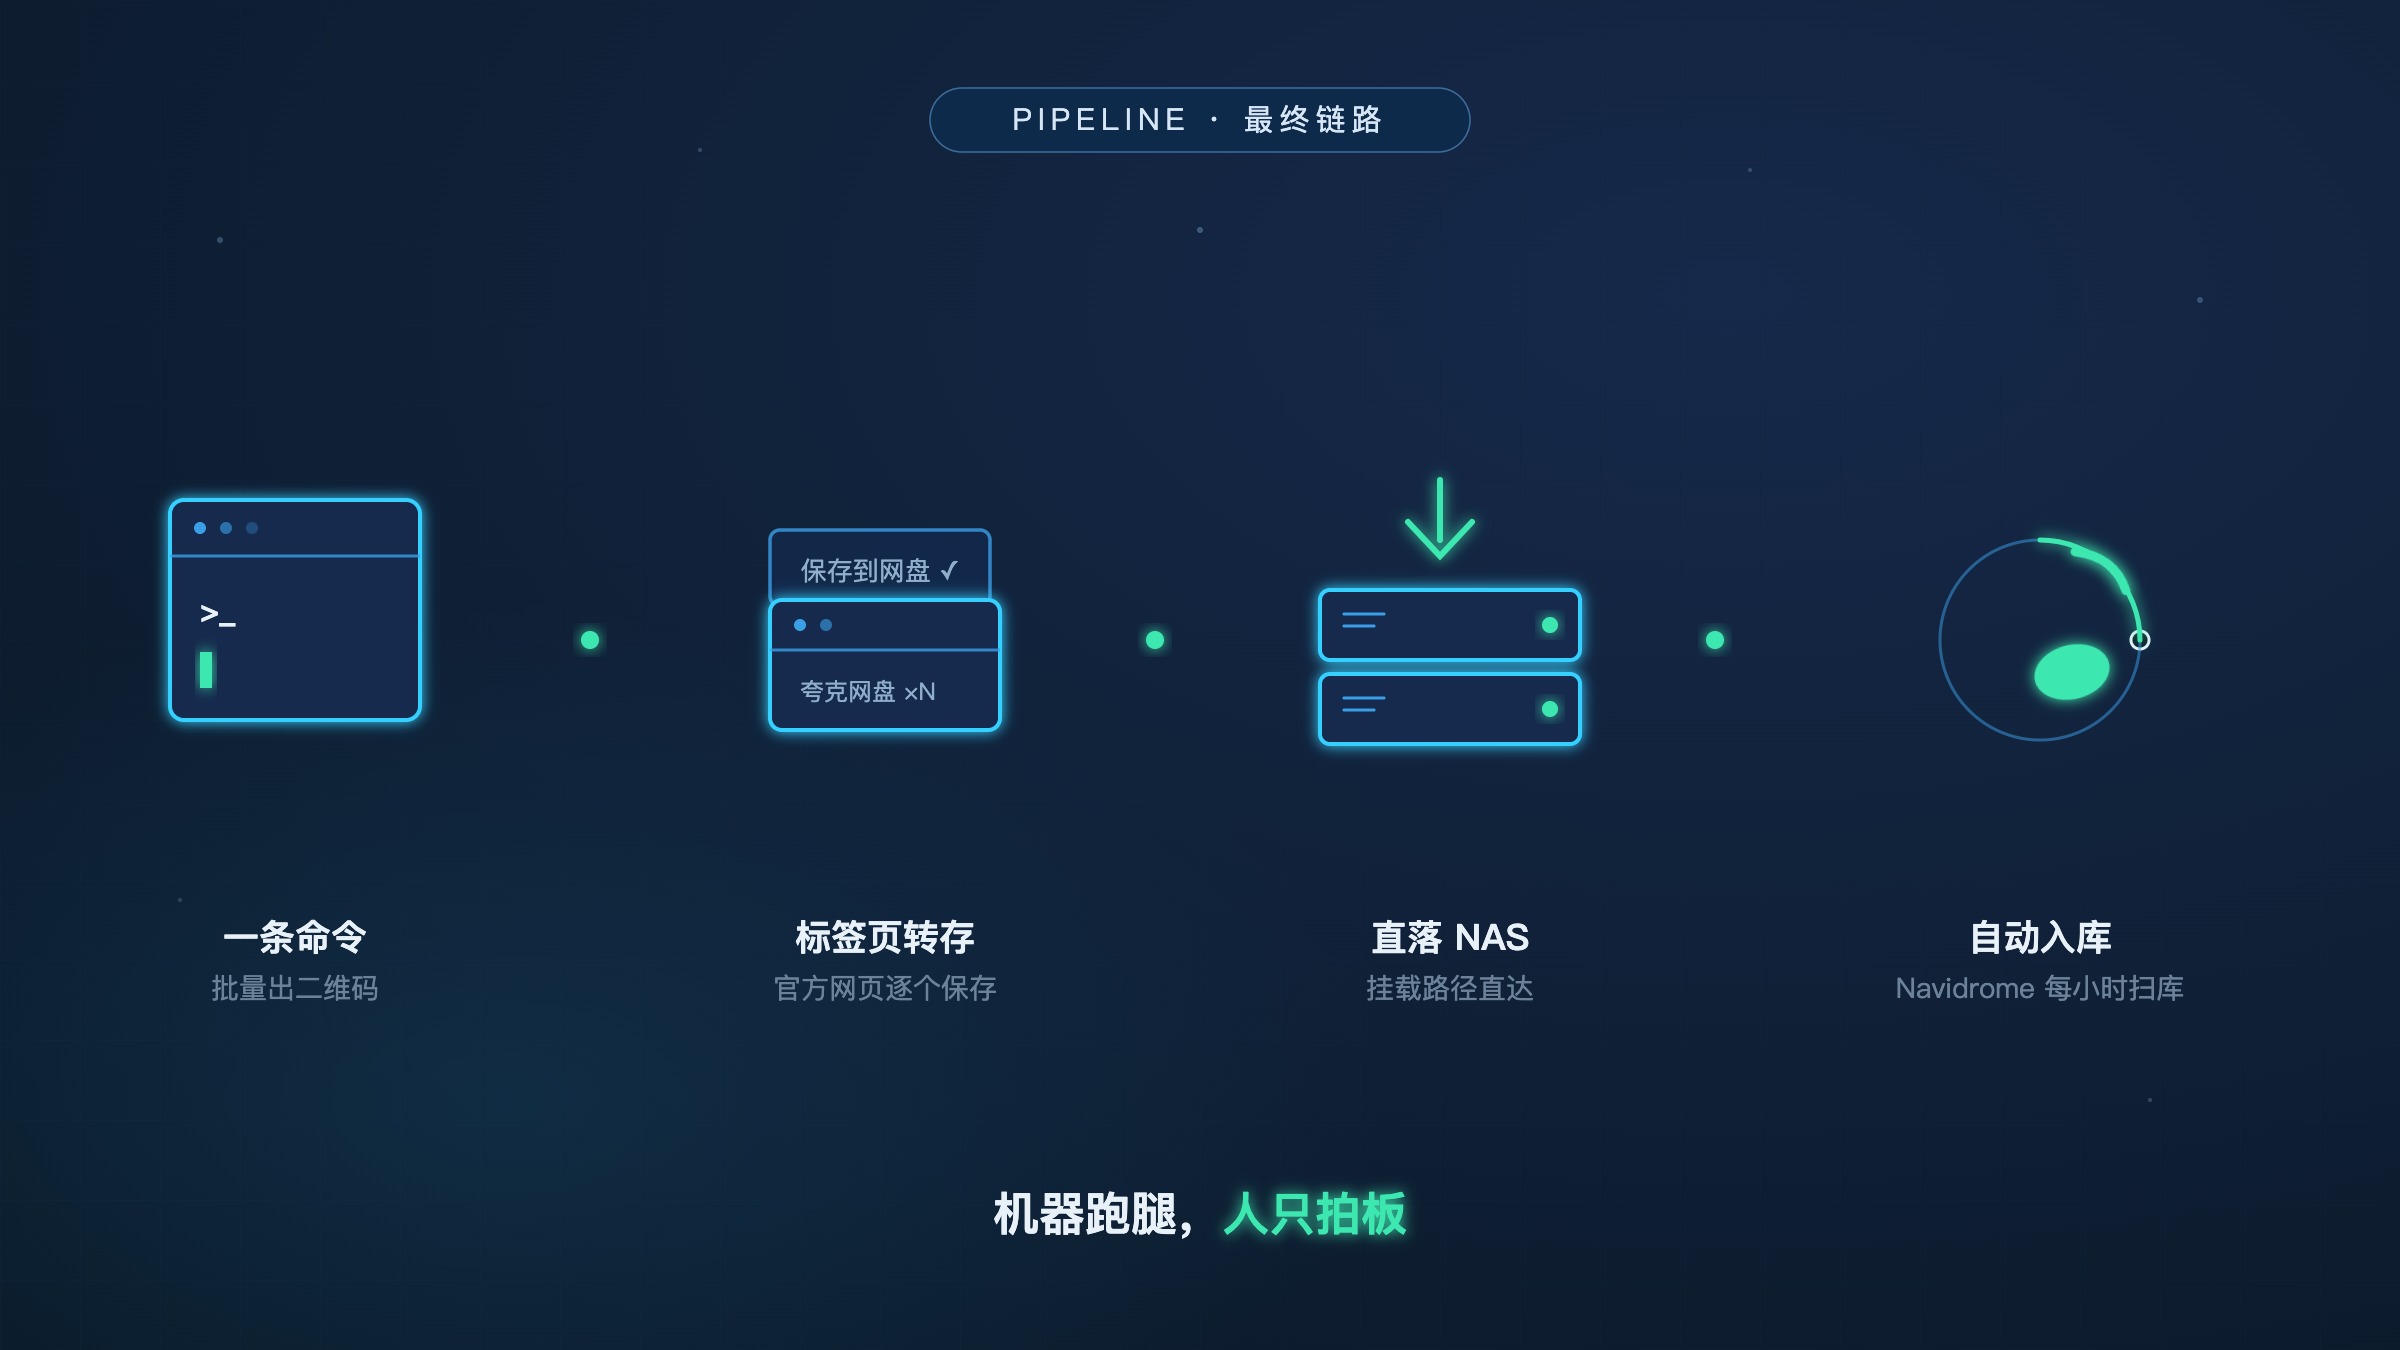 PIPELINE · 最终链路
>_
保存到网盘 ✓
夸克网盘 ×N
一条命令
批量出二维码
标签页转存
官方网页逐个保存
直落 NAS
挂载路径直达
自动入库
Navidrome 每小时扫库
机器跑腿，人只拍板